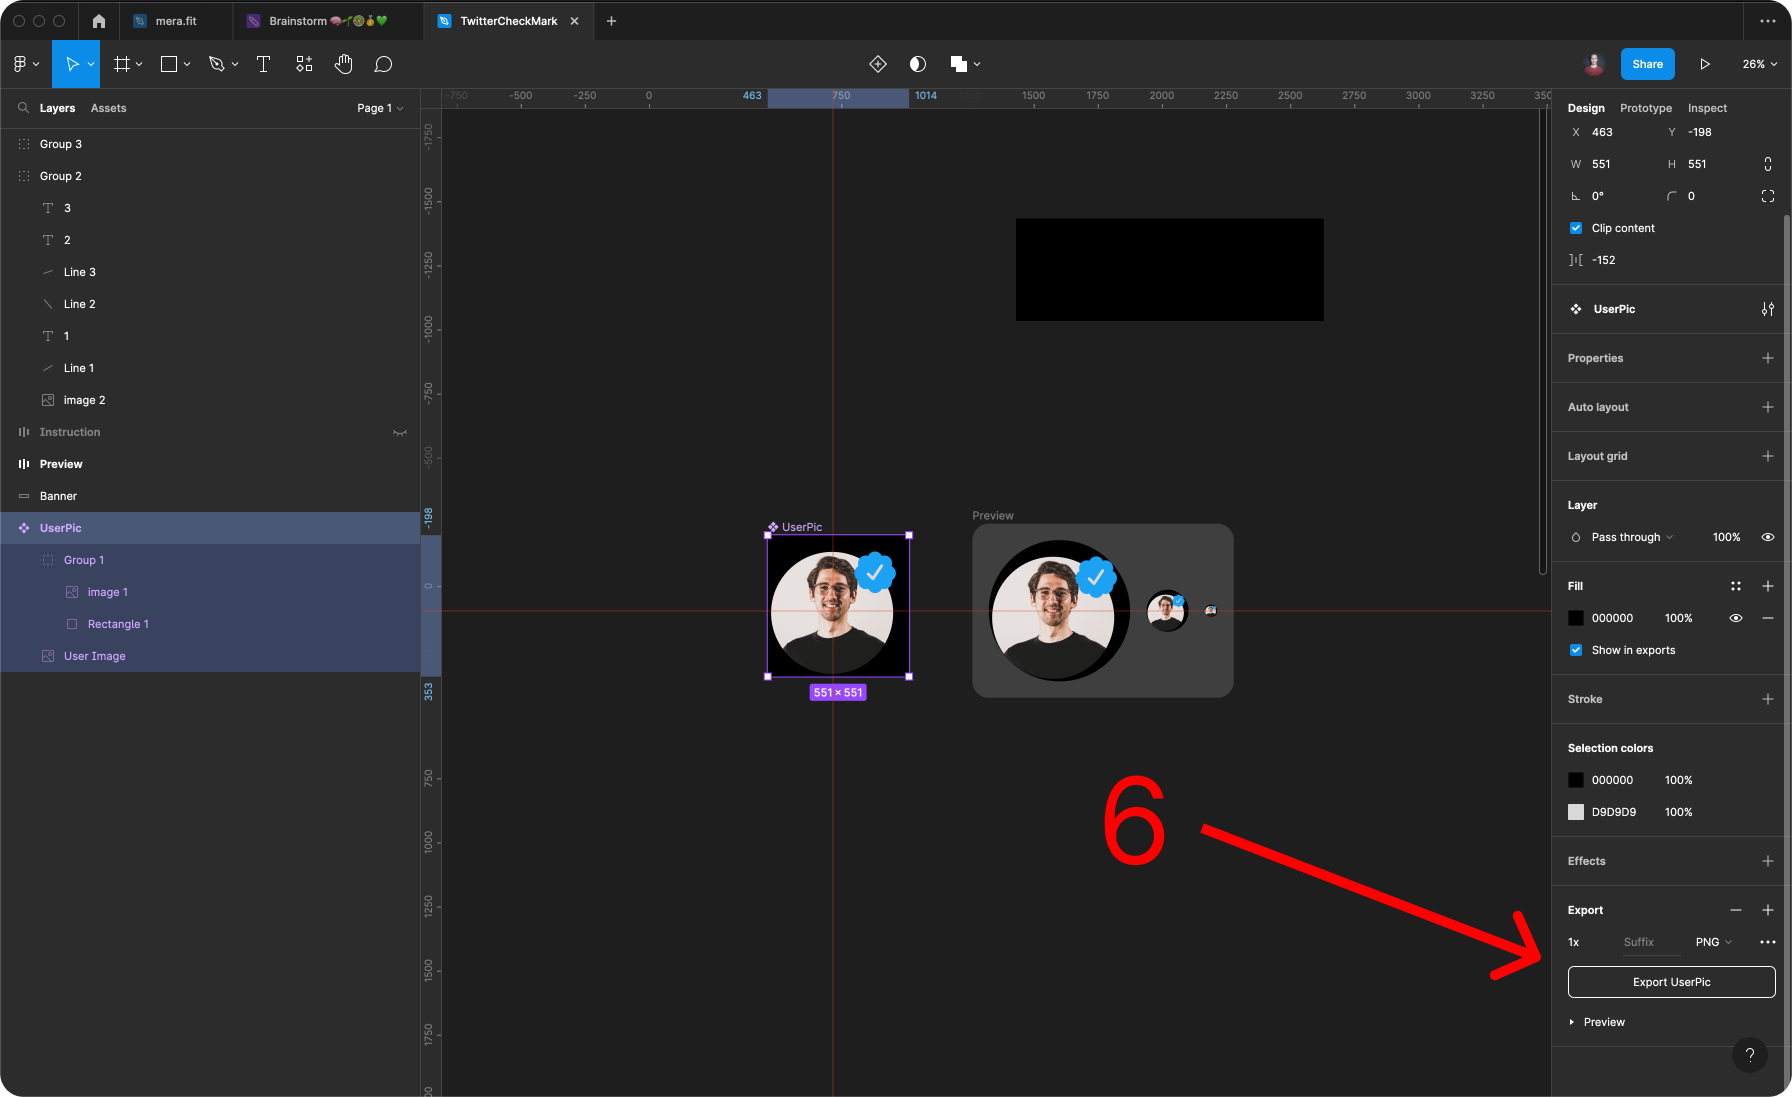 mera.fit
Brainstorm 🧠🌱🥝🏅💚
TwitterCheckMark
Share
26%
Layers
Assets
Page 1
Group 3
Group 2
3
2
Line 3
Line 2
1
Line 1
image 2
Instruction
Preview
Banner
UserPic
Group 1
image 1
Rectangle 1
User Image
-750
-500
-250
0
463
750
1014
1500
1750
2000
2250
2500
2750
3000
3250
-1750
-1500
-1250
-1000
-750
-500
-198
0
353
750
1000
1250
1500
1750
UserPic
551 × 551
Preview
6
Design
Prototype
Inspect
X 463
Y -198
W 551
H 551
0°
0
Clip content
-152
UserPic
Properties
Auto layout
Layout grid
Layer
Pass through
100%
Fill
000000
100%
Show in exports
Stroke
Selection colors
000000
100%
D9D9D9
100%
Effects
Export
1x
Suffix
PNG
Export UserPic
Preview
?